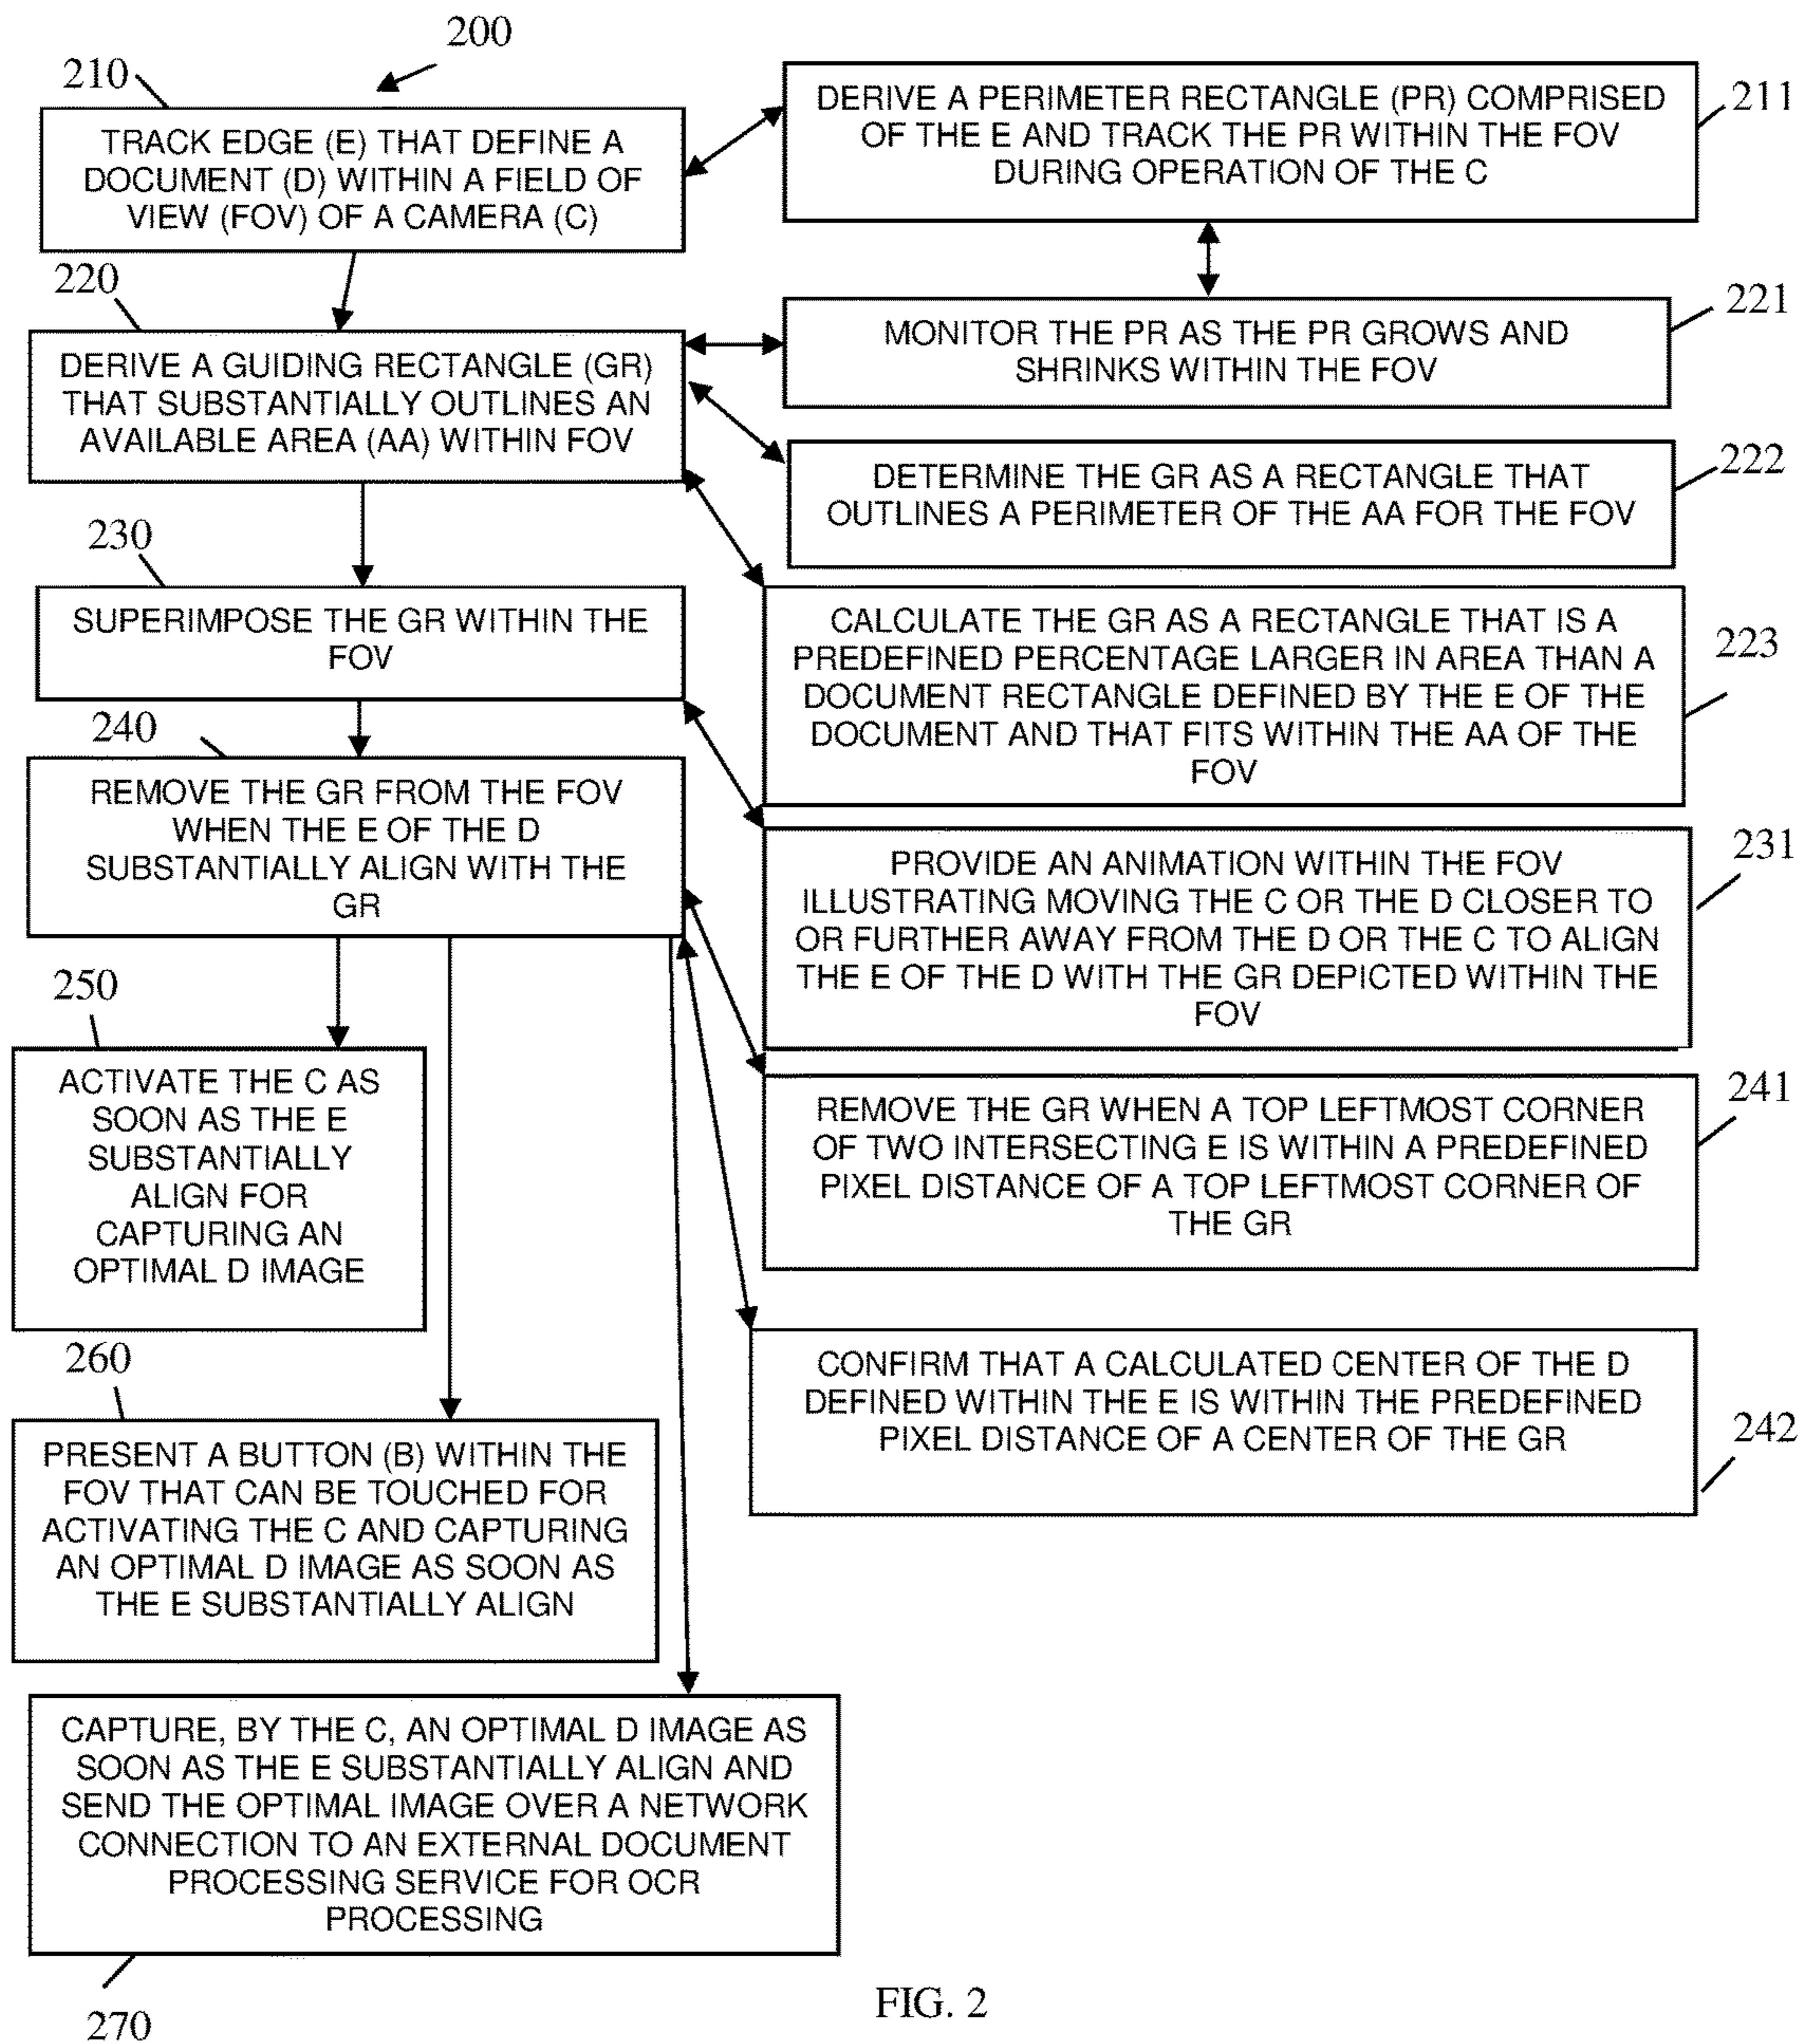 200
210
TRACK EDGE (E) THAT DEFINE A
DOCUMENT (D) WITHIN A FIELD OF
VIEW (FOV) OF A CAMERA (C)
DERIVE A PERIMETER RECTANGLE (PR) COMPRISED
OF THE E AND TRACK THE PR WITHIN THE FOV
DURING OPERATION OF THE C
211
220
DERIVE A GUIDING RECTANGLE (GR)
THAT SUBSTANTIALLY OUTLINES AN
AVAILABLE AREA (AA) WITHIN FOV
MONITOR THE PR AS THE PR GROWS AND
SHRINKS WITHIN THE FOV
221
DETERMINE THE GR AS A RECTANGLE THAT
OUTLINES A PERIMETER OF THE AA FOR THE FOV
222
230
SUPERIMPOSE THE GR WITHIN THE
FOV
CALCULATE THE GR AS A RECTANGLE THAT IS A
PREDEFINED PERCENTAGE LARGER IN AREA THAN A
DOCUMENT RECTANGLE DEFINED BY THE E OF THE
DOCUMENT AND THAT FITS WITHIN THE AA OF THE
FOV
223
240
REMOVE THE GR FROM THE FOV
WHEN THE E OF THE D
SUBSTANTIALLY ALIGN WITH THE
GR
PROVIDE AN ANIMATION WITHIN THE FOV
ILLUSTRATING MOVING THE C OR THE D CLOSER TO
OR FURTHER AWAY FROM THE D OR THE C TO ALIGN
THE E OF THE D WITH THE GR DEPICTED WITHIN THE
FOV
231
250
ACTIVATE THE C AS
SOON AS THE E
SUBSTANTIALLY
ALIGN FOR
CAPTURING AN
OPTIMAL D IMAGE
REMOVE THE GR WHEN A TOP LEFTMOST CORNER
OF TWO INTERSECTING E IS WITHIN A PREDEFINED
PIXEL DISTANCE OF A TOP LEFTMOST CORNER OF
THE GR
241
260
PRESENT A BUTTON (B) WITHIN THE
FOV THAT CAN BE TOUCHED FOR
ACTIVATING THE C AND CAPTURING
AN OPTIMAL D IMAGE AS SOON AS
THE E SUBSTANTIALLY ALIGN
CONFIRM THAT A CALCULATED CENTER OF THE D
DEFINED WITHIN THE E IS WITHIN THE PREDEFINED
PIXEL DISTANCE OF A CENTER OF THE GR
242
CAPTURE, BY THE C, AN OPTIMAL D IMAGE AS
SOON AS THE E SUBSTANTIALLY ALIGN AND
SEND THE OPTIMAL IMAGE OVER A NETWORK
CONNECTION TO AN EXTERNAL DOCUMENT
PROCESSING SERVICE FOR OCR
PROCESSING
270
FIG. 2